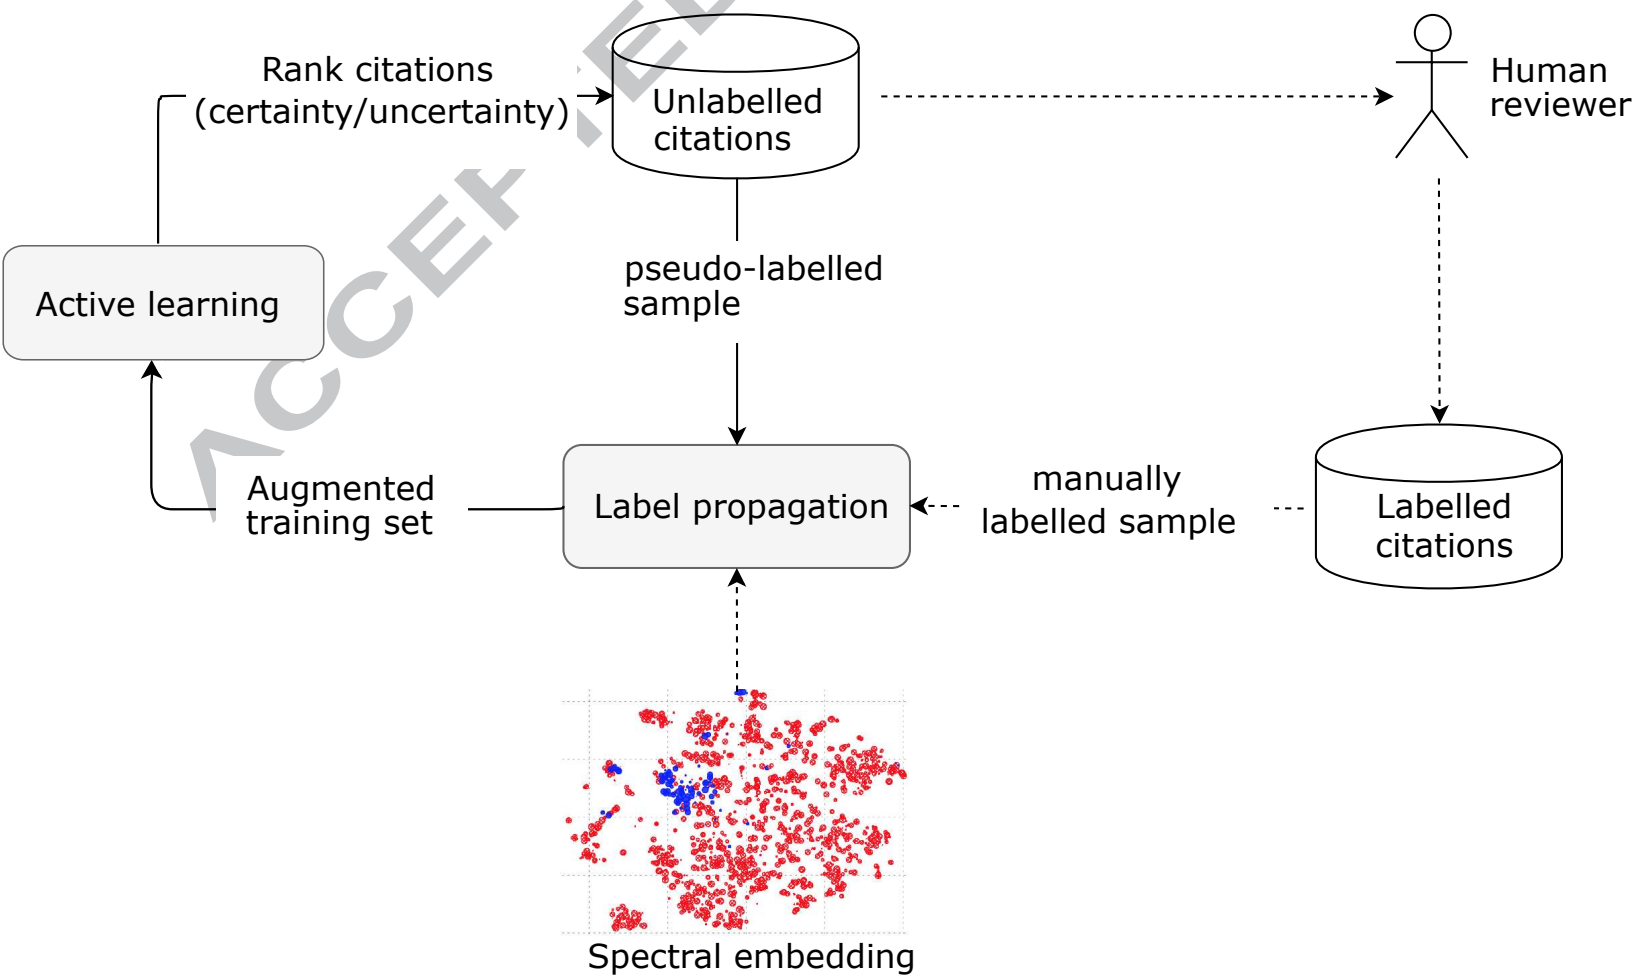 Rank citations
(certainty/uncertainty)
Unlabelled
citations
Human
reviewer
pseudo-labelled
sample
Active learning
Augmented
training set
Label propagation
manually
labelled sample
Labelled
citations
Spectral embedding